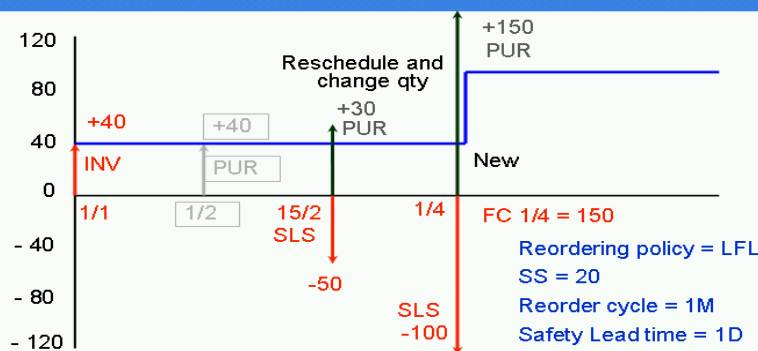 120
80
40
0
- 40
- 80
- 120
+150
PUR
Reschedule and
change qty
+40
+40
+30
PUR
INV
PUR
New
1/1
1/2
15/2
SLS
1/4
FC 1/4 = 150
-50
SLS
-100
Reordering policy = LFL
SS = 20
Reorder cycle = 1M
Safety Lead time = 1D